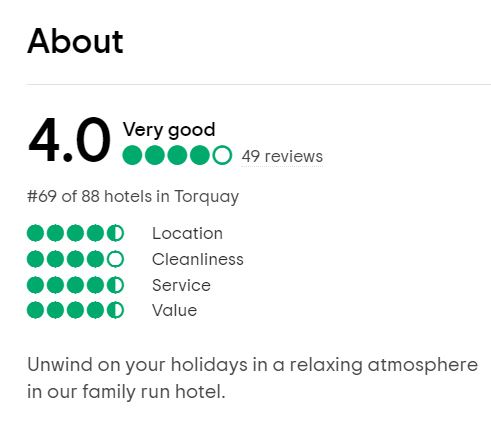 About
4.0 Very good
49 reviews
#69 of 88 hotels in Torquay
Location
Cleanliness
Service
Value
Unwind on your holidays in a relaxing atmosphere
in our family run hotel.